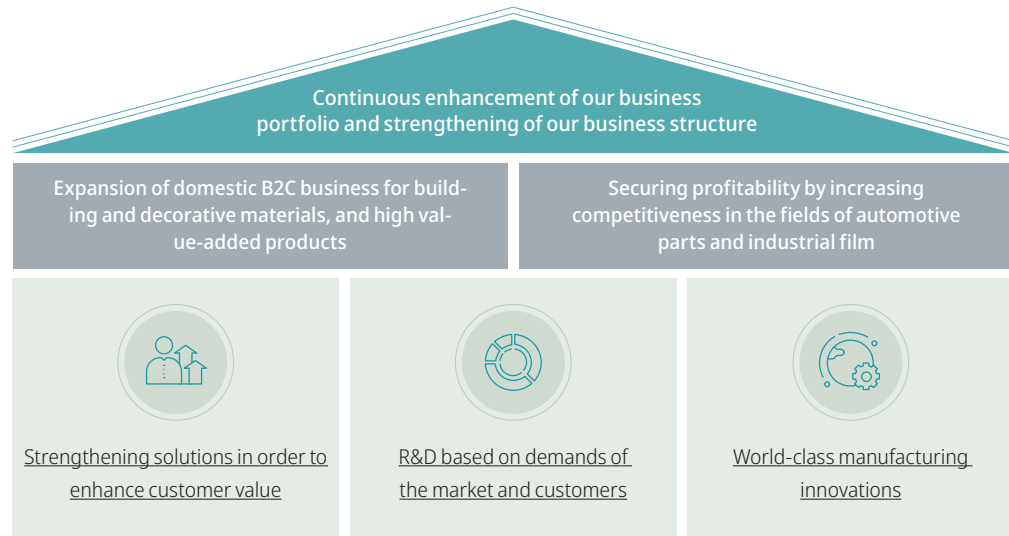 Continuous enhancement of our business
portfolio and strengthening of our business structure
Expansion of domestic B2C business for build-
ing and decorative materials, and high val-
ue-added products
Securing profitability by increasing
competitiveness in the fields of automotive
parts and industrial film
Strengthening solutions in order to
enhance customer value
R&D based on demands of
the market and customers
World-class manufacturing
innovations